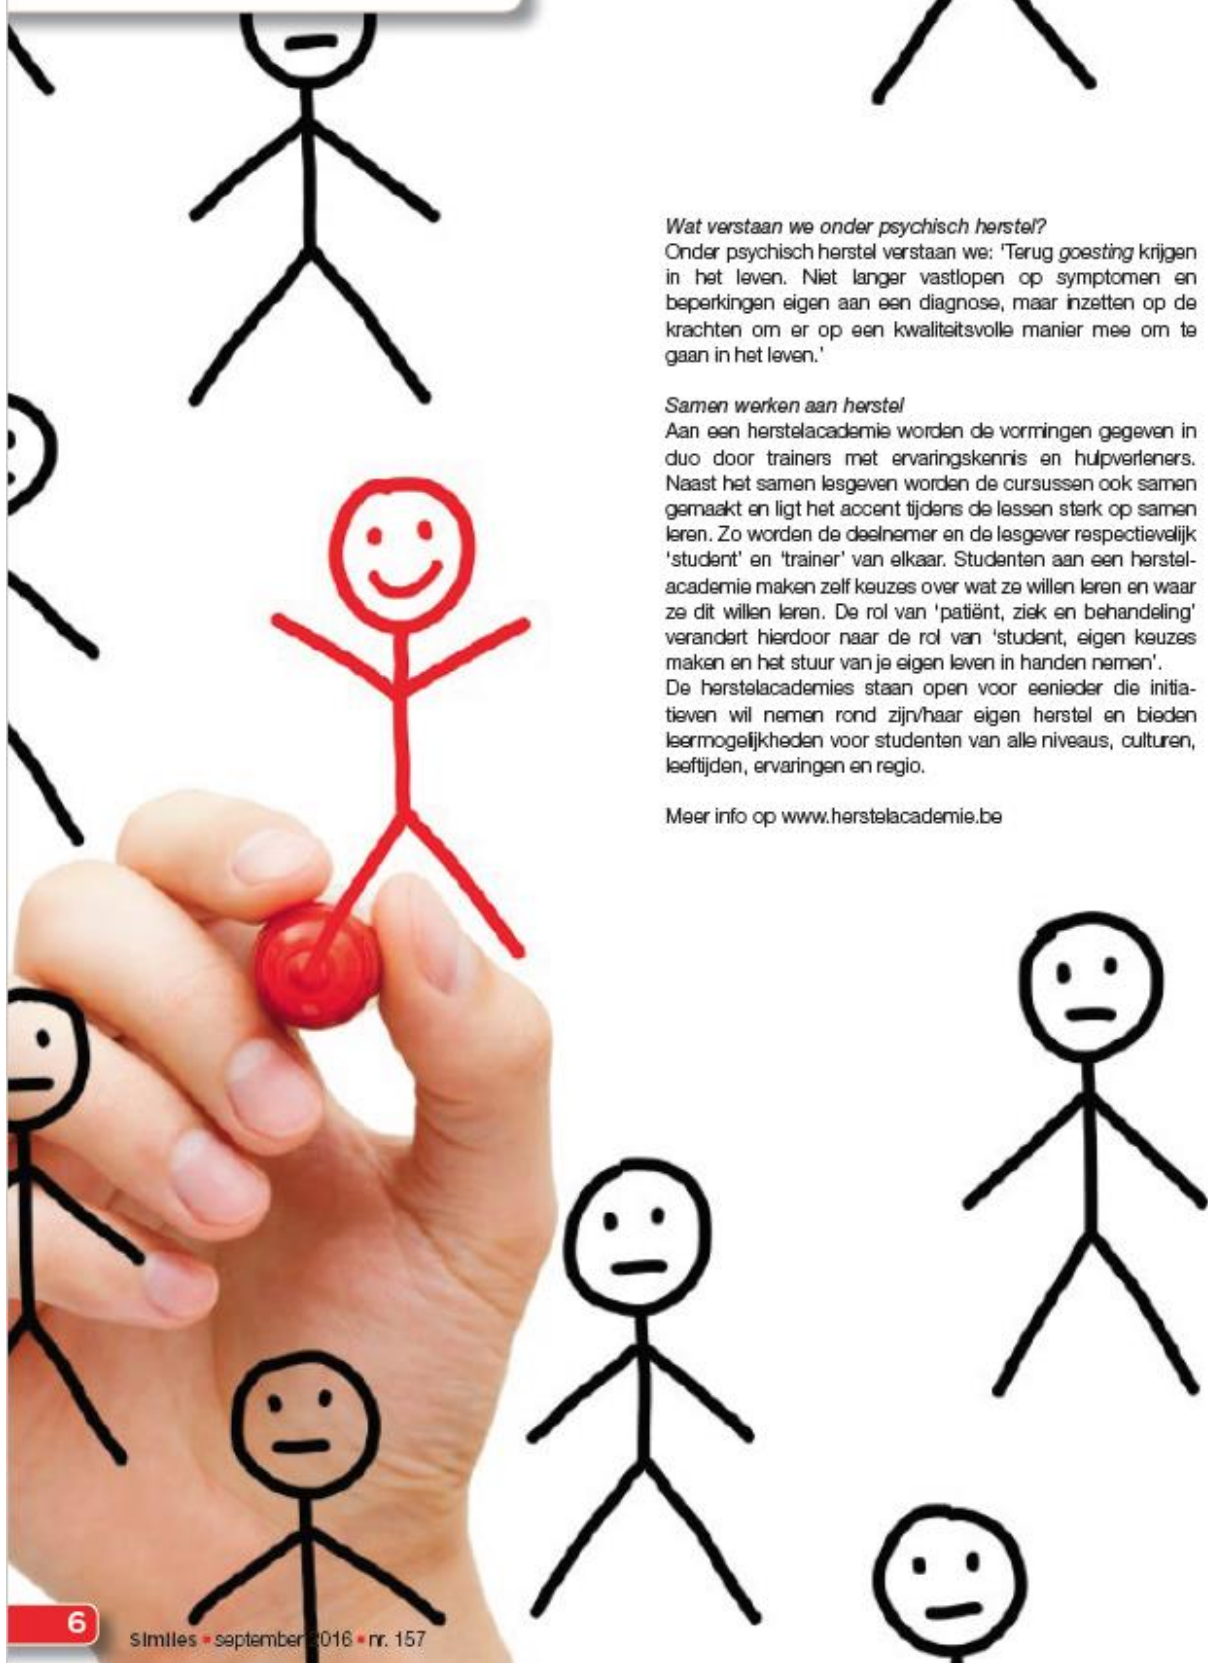 Wat verstaan we onder psychisch herstel?
Onder psychisch herstel verstaan we: 'Terug goesting krijgen
in het leven. Niet langer vastlopen op symptomen en
beperkingen eigen aan een diagnose, maar inzetten op de
krachten om er op een kwaliteitsvolle manier mee om te
gaan in het leven.'
Samen werken aan herstel
Aan een herstelacademie worden de vormingen gegeven in
duo door trainers met ervaringskennis en hulpverleners.
Naast het samen lesgeven worden de cursussen ook samen
gemaakt en ligt het accent tijdens de lessen sterk op samen
leren. Zo worden de deelnemer en de lesgever respectievelijk
'student' en 'trainer' van elkaar. Studenten aan een herstel-
academie maken zelf keuzes over wat ze willen leren en waar
ze dit willen leren. De rol van 'patiënt, ziek en behandeling'
verandert hierdoor naar de rol van 'student, eigen keuzes
maken en het stuur van je eigen leven in handen nemen'.
De herstelacademies staan open voor eenieder die initia-
tieven wil nemen rond zijn/haar eigen herstel en bieden
leermogelijkheden voor studenten van alle niveaus, culturen,
leeftijden, ervaringen en regio.
Meer info op www.herstelacademie.be
6
Similes ▪ september 2016 ▪ nr. 157